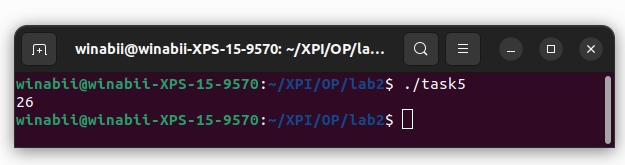 winabii@winabii-XPS-15-9570: ~/XPI/OP/la...
winabii@winabii-XPS-15-9570:~/XPI/OP/lab2$ ./task5
26
winabii@winabii-XPS-15-9570:~/XPI/OP/lab2$